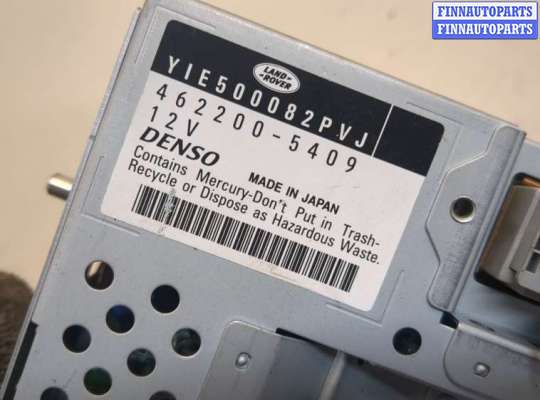 FINNAUTOPARTS
FINNAUTOPARTS
LAND-
-ROVER
YIE500082PVJ
462200-5409
12V
DENSO
MADE IN JAPAN
Contains Mercury-Don't Put in Trash-
Recycle or Dispose as Hazardous Waste.